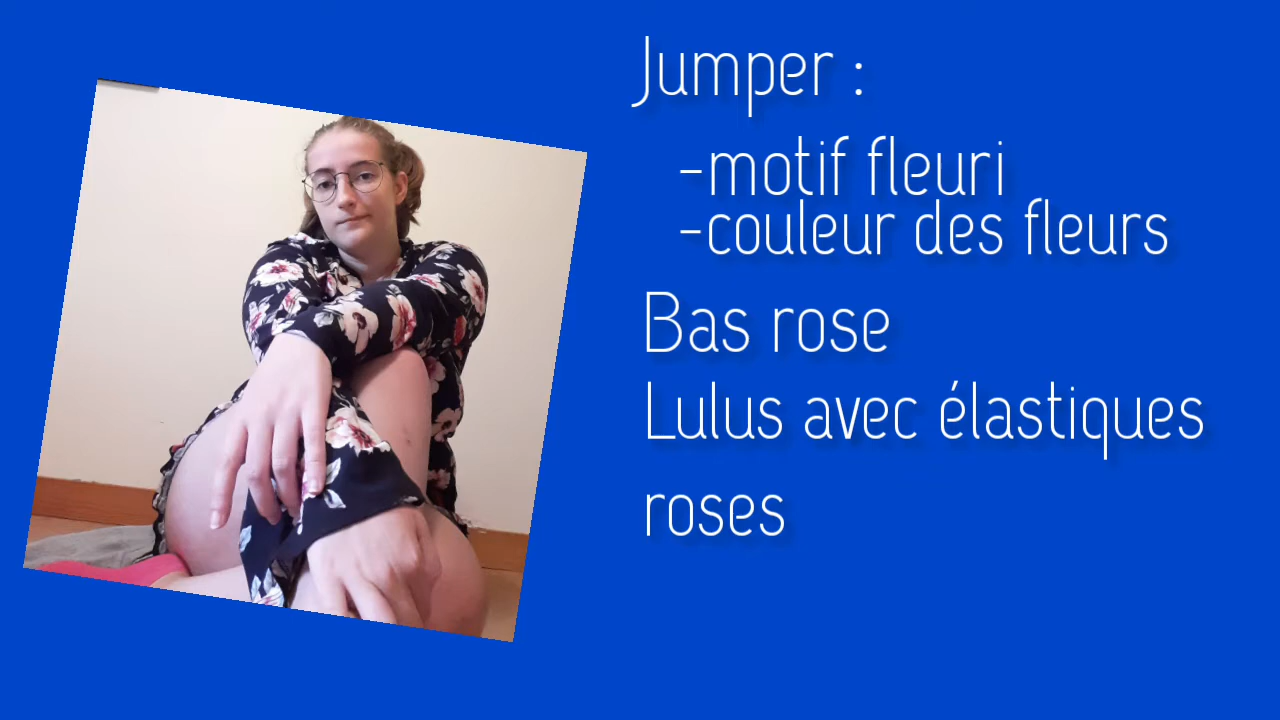 Jumper :
-motif fleuri
-couleur des fleurs
Bas rose
Lulus avec élastiques
roses